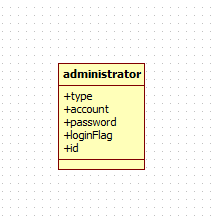 administrator
+type
+account
+password
+loginFlag
+id